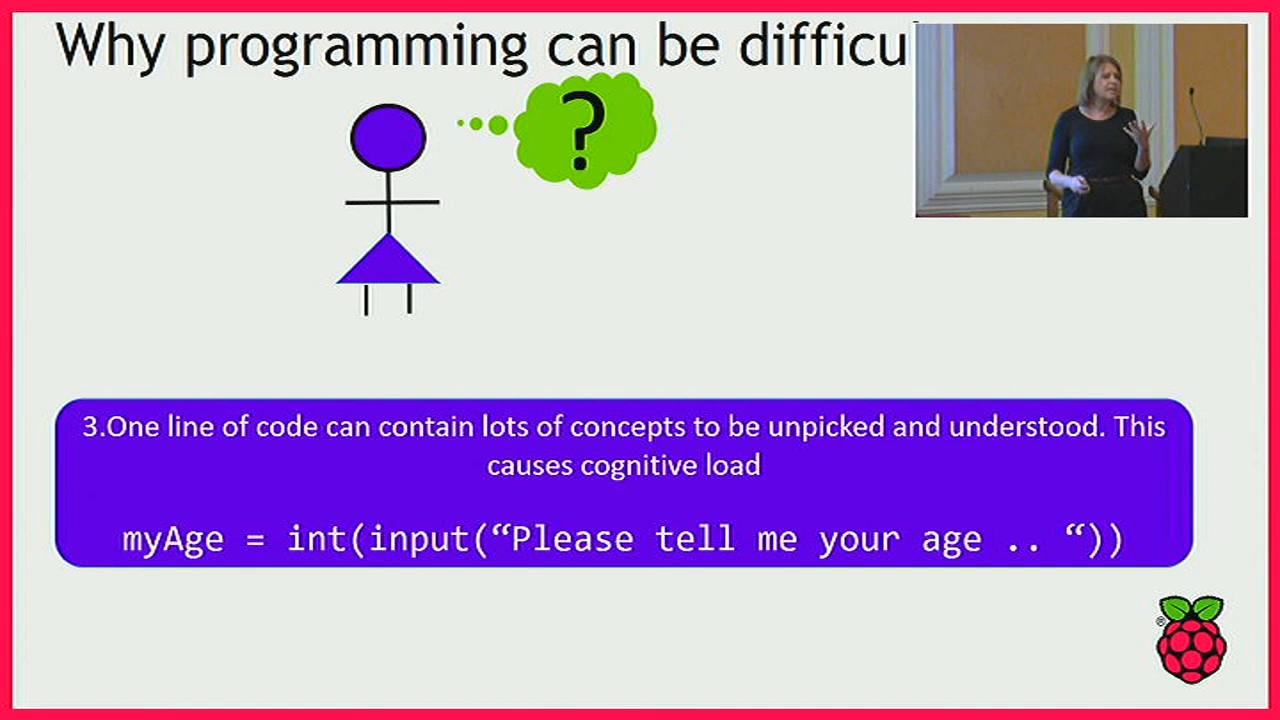 Why programming can be difficu
?
3.One line of code can contain lots of concepts to be unpicked and understood. This
causes cognitive load
myAge = int(input(“Please tell me your age .. “))
®